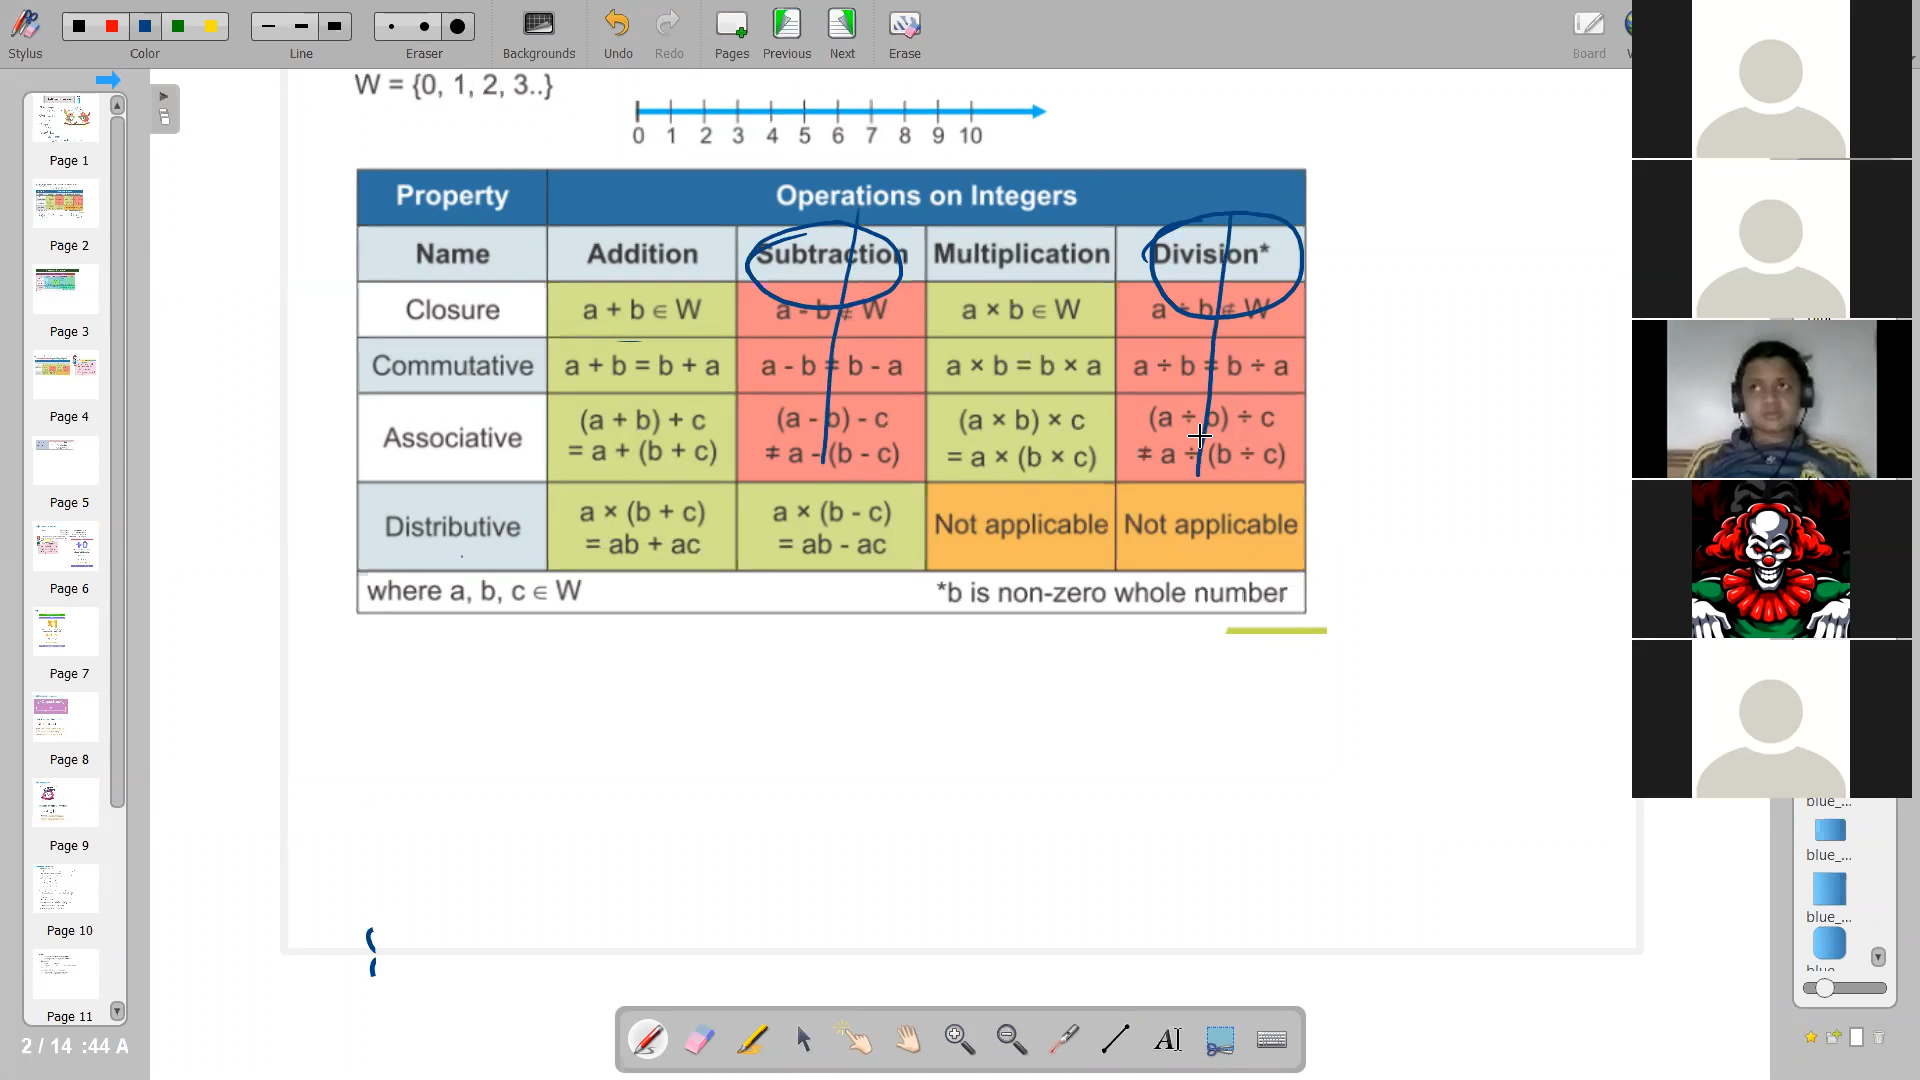 Stylus
Color
Line
Eraser
Backgrounds
Undo
Redo
Pages
Previous
Next
Erase
Board
W = {0, 1, 2, 3..}
0 1 2 3 4 5 6 7 8 9 10
Property Operations on Integers
Name Addition Subtraction Multiplication Division*
Closure a + b ∈ W a - b ∉ W a × b ∈ W a ÷ b ∉ W
Commutative a + b = b + a a - b ≠ b - a a × b = b × a a ÷ b ≠ b ÷ a
Associative (a + b) + c = a + (b + c) (a - b) - c ≠ a - (b - c) (a × b) × c = a × (b × c) (a ÷ b) ÷ c ≠ a ÷ (b ÷ c)
Distributive a × (b + c) = ab + ac a × (b - c) = ab - ac Not applicable Not applicable
where a, b, c ∈ W *b is non-zero whole number
Page 1
Page 2
Page 3
Page 4
Page 5
Page 6
Page 7
Page 8
Page 9
Page 10
Page 11
2 / 14 :44 A
blue_...
blue_...
blue_...